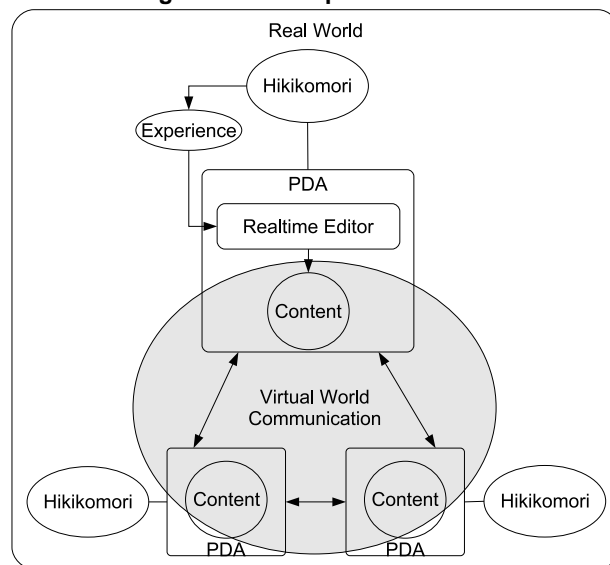 Real World
Hikikomori
Experience
PDA
Realtime Editor
Content
Virtual World
Communication
Hikikomori
Content
Content
Hikikomori
PDA
PDA